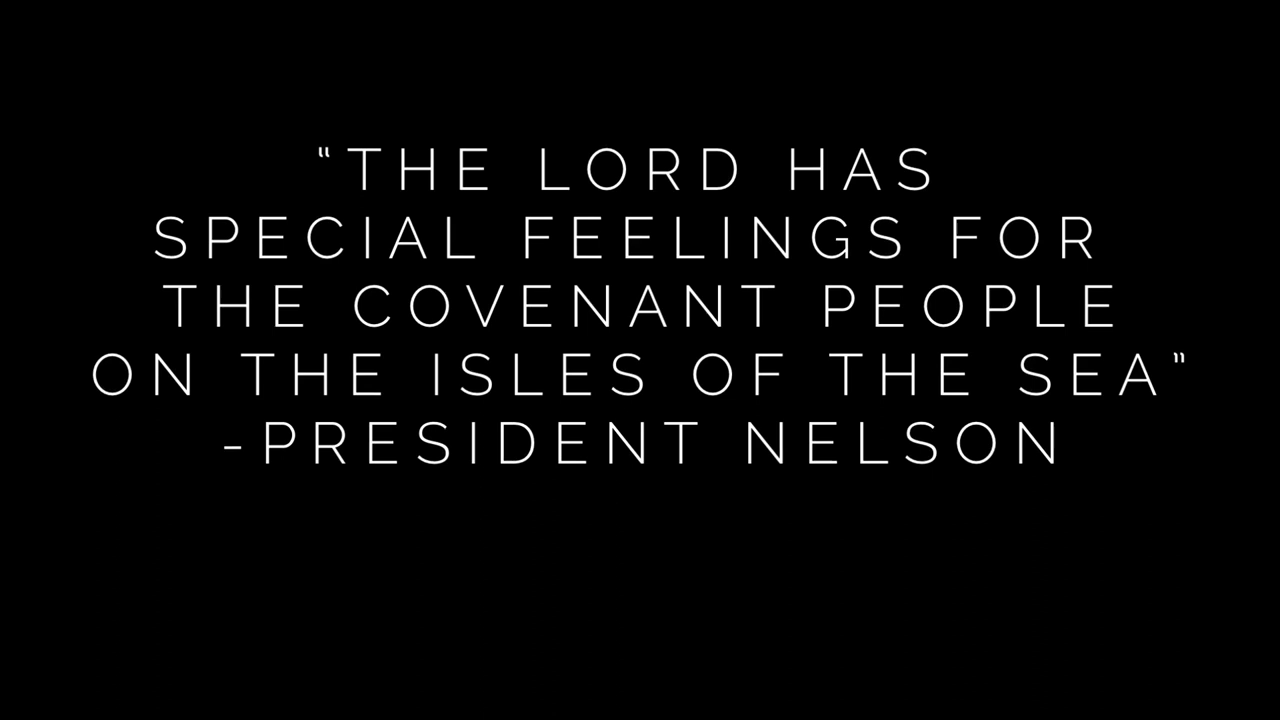 “THE LORD HAS
SPECIAL FEELINGS FOR
THE COVENANT PEOPLE
ON THE ISLES OF THE SEA”
-PRESIDENT NELSON